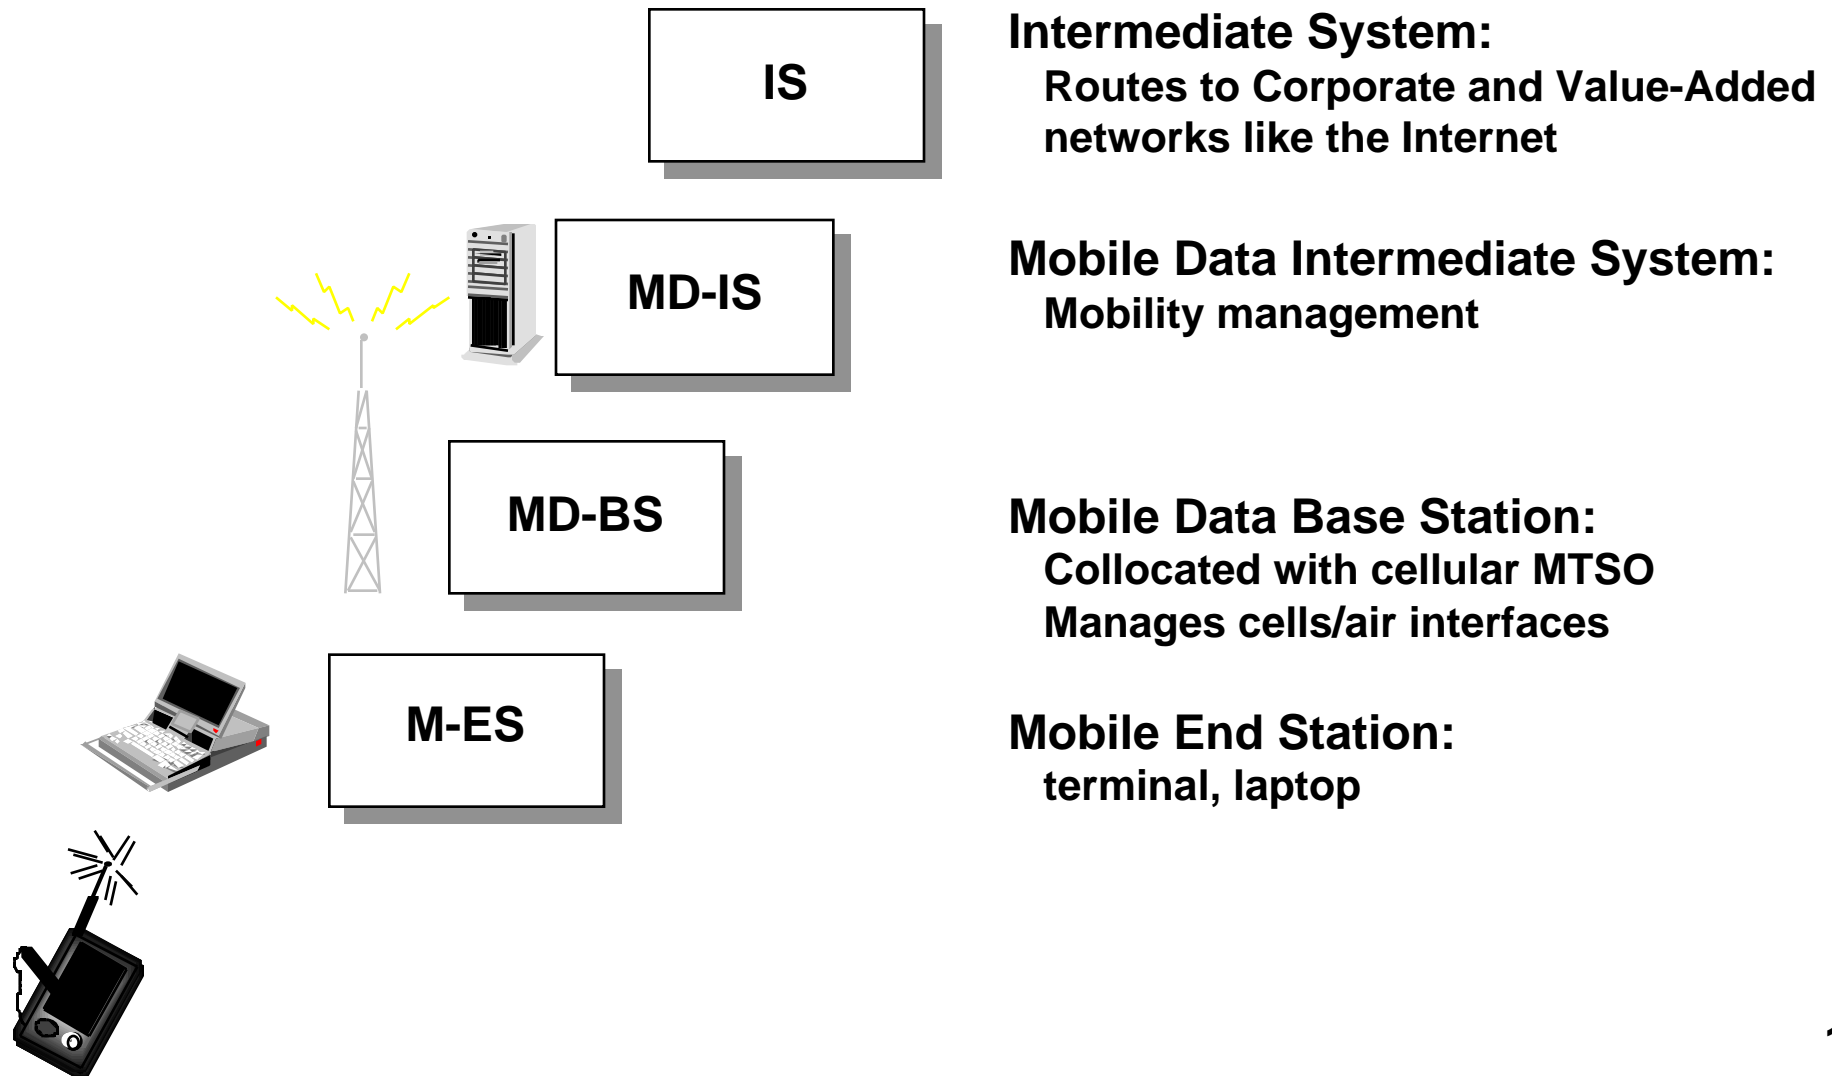 IS
Intermediate System:
Routes to Corporate and Value-Added
networks like the Internet
MD-IS
Mobile Data Intermediate System:
Mobility management
MD-BS
Mobile Data Base Station:
Collocated with cellular MTSO
Manages cells/air interfaces
M-ES
Mobile End Station:
terminal, laptop